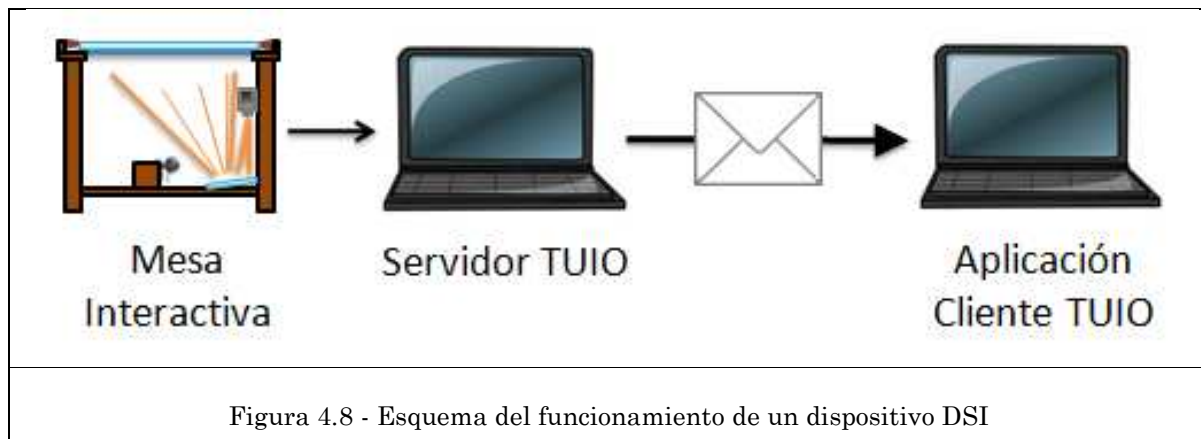 Mesa
Interactiva
Servidor TUIO
Aplicación
Cliente TUIO
Figura 4.8 - Esquema del funcionamiento de un dispositivo DSI